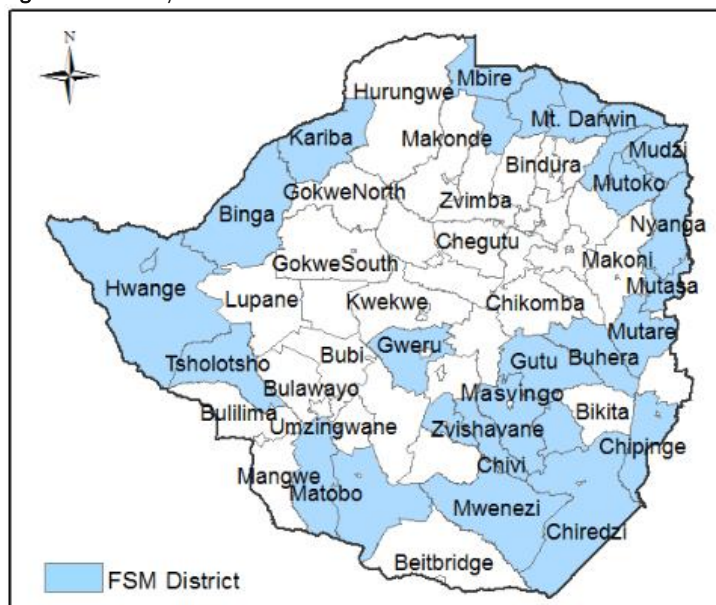 N
Hurungwe
Mbire
Kariba
Makonde
Mt. Darwin
Bindura
Mudzi
Mutoko
Binga
GokweNorth
Zvimba
Nyanga
Chegutu
Makoni
GokweSouth
Hwange
Lupane
Kwekwe
Chikomba
Mutasa
Mutare
Tsholotsho
Bubi
Gweru
Gutu
Buhera
Bulawayo
Masvingo
Bikita
Bulilima
Umzingwane
Zvishavane
Chipinge
Mangwe
Matobo
Chivi
Mwenezi
Chiredzi
Beitbridge
FSM District